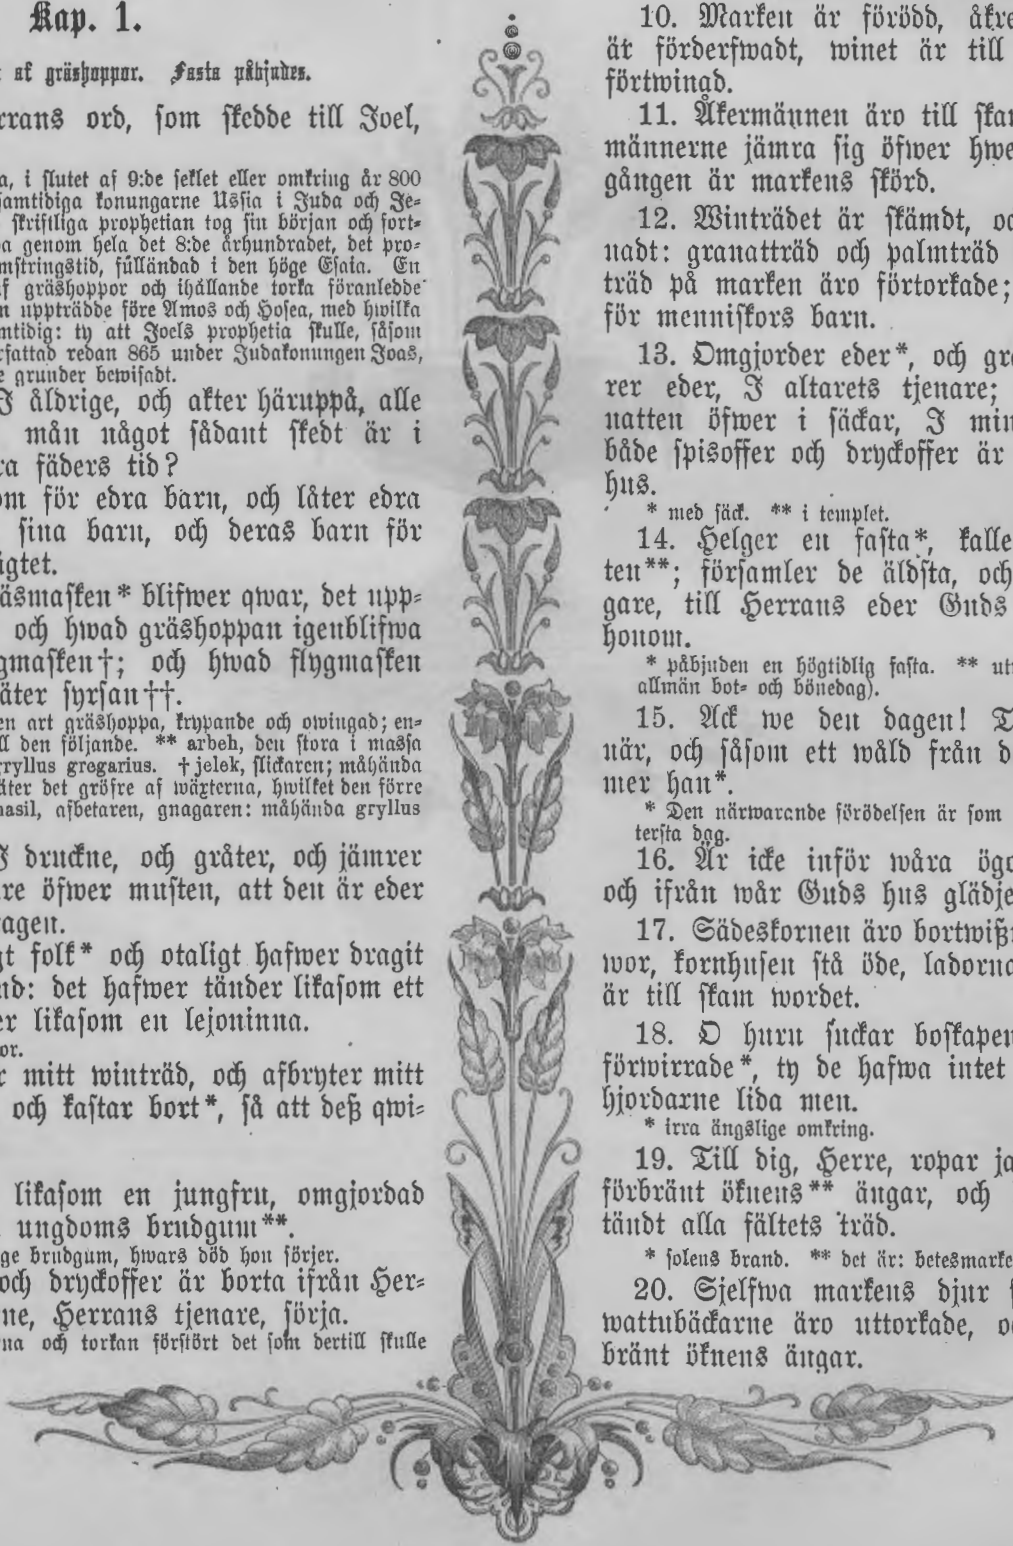 Kap. 1.
af gräshoppor. Fasta påbjudes.
rrans ord, som skedde till Joel,
a, i slutet af 9:de seklet eller omkring år 800
samtidiga konungarne Ussia i Juda och Je-
skriftliga prophetian tog sin början och fort-
a genom hela det 8:de århundradet, det pro-
mstringstid, fulländad i den höge Esaia. En
af gräshoppor och ihållande torka föranledde
n uppträdde före Amos och Hosea, med hwilka
mtidig: ty att Joels prophetia skulle, såsom
rfattad redan 865 under Judakonungen Joas,
e grunder bewisadt.
J åldrige, och akter häruppå, alle
mån något sådant skedt är i
ra fäders tid?
om för edra barn, och låter edra
sina barn, och deras barn för
ägtet.
äsmasken* blifwer qwar, det upp-
och hwad gräshoppan igenblifwa
gmasken†; och hwad flygmasken
äter syrsan††.
en art gräshoppa, krypande och owingad; en-
ll den följande. ** arbeh, den stora i massa
ryllus gregarius. † jelek, slickaren; måhända
äter det gröfre af wäxterna, hwilket den förre
hasil, afbetaren, gnagaren: måhända gryllus
J druckne, och gråter, och jämrer
re öfwer musten, att den är eder
agen.
gt folk* och otaligt hafwer dragit
nd: det hafwer tänder likasom ett
er likasom en lejoninna.
or.
r mitt winträd, och afbryter mitt
och kastar bort*, så att deß qwi-
likasom en jungfru, omgjordad
ungdoms brudgum**.
ge brudgum, hwars död hon sörjer.
och dryckoffer är borta ifrån Her-
ne, Herrans tjenare, sörja.
na och torkan förstört det som dertill skulle
10. Marken är förödd, åkre
ät förderfwadt, winet är till
förtwinad.
11. Åkermännen äro till skam
männerne jämra sig öfwer hwe
gången är markens skörd.
12. Winträdet är skämdt, oc
nadt: granatträd och palmträd
träd på marken äro förtorkade;
för menniskors barn.
13. Omgjorder eder*, och grå
rer eder, J altarets tjenare;
natten öfwer i säckar, J min
både spisoffer och dryckoffer är
hus.
* med säck. ** i templet.
14. Helger en fasta*, kalle
ten**; församler de äldsta, och
gare, till Herrans eder Guds
honom.
* påbjuden en högtidlig fasta. ** ut
allmän bot- och bönedag).
15. Ack we den dagen! T
när, och såsom ett wåld från d
mer han*.
* Den närwarande förödelsen är som
tersta dag.
16. Är icke inför wåra ögo
och ifrån wår Guds hus glädje
17. Sädeskornen äro bortwiß
wor, kornhusen stå öde, ladorna
är till skam wordet.
18. O huru suckar boskapen
förwirrade*, ty de hafwa intet
hjordarne lida men.
* irra ängslige omkring.
19. Till dig, Herre, ropar ja
förbränt öknens** ängar, och
tändt alla fältets träd.
* solens brand. ** det är: betesmarke
20. Sjelfwa markens djur s
wattubäckarne äro uttorkade, o
bränt öknens ängar.